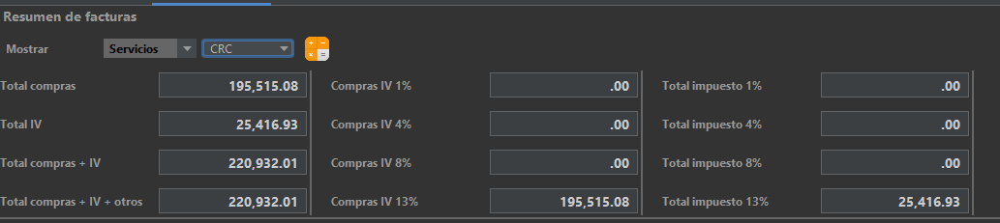 Resumen de facturas
Mostrar Servicios CRC
Total compras 195,515.08 Compras IV 1% .00 Total impuesto 1% .00
Total IV 25,416.93 Compras IV 4% .00 Total impuesto 4% .00
Total compras + IV 220,932.01 Compras IV 8% .00 Total impuesto 8% .00
Total compras + IV + otros 220,932.01 Compras IV 13% 195,515.08 Total impuesto 13% 25,416.93